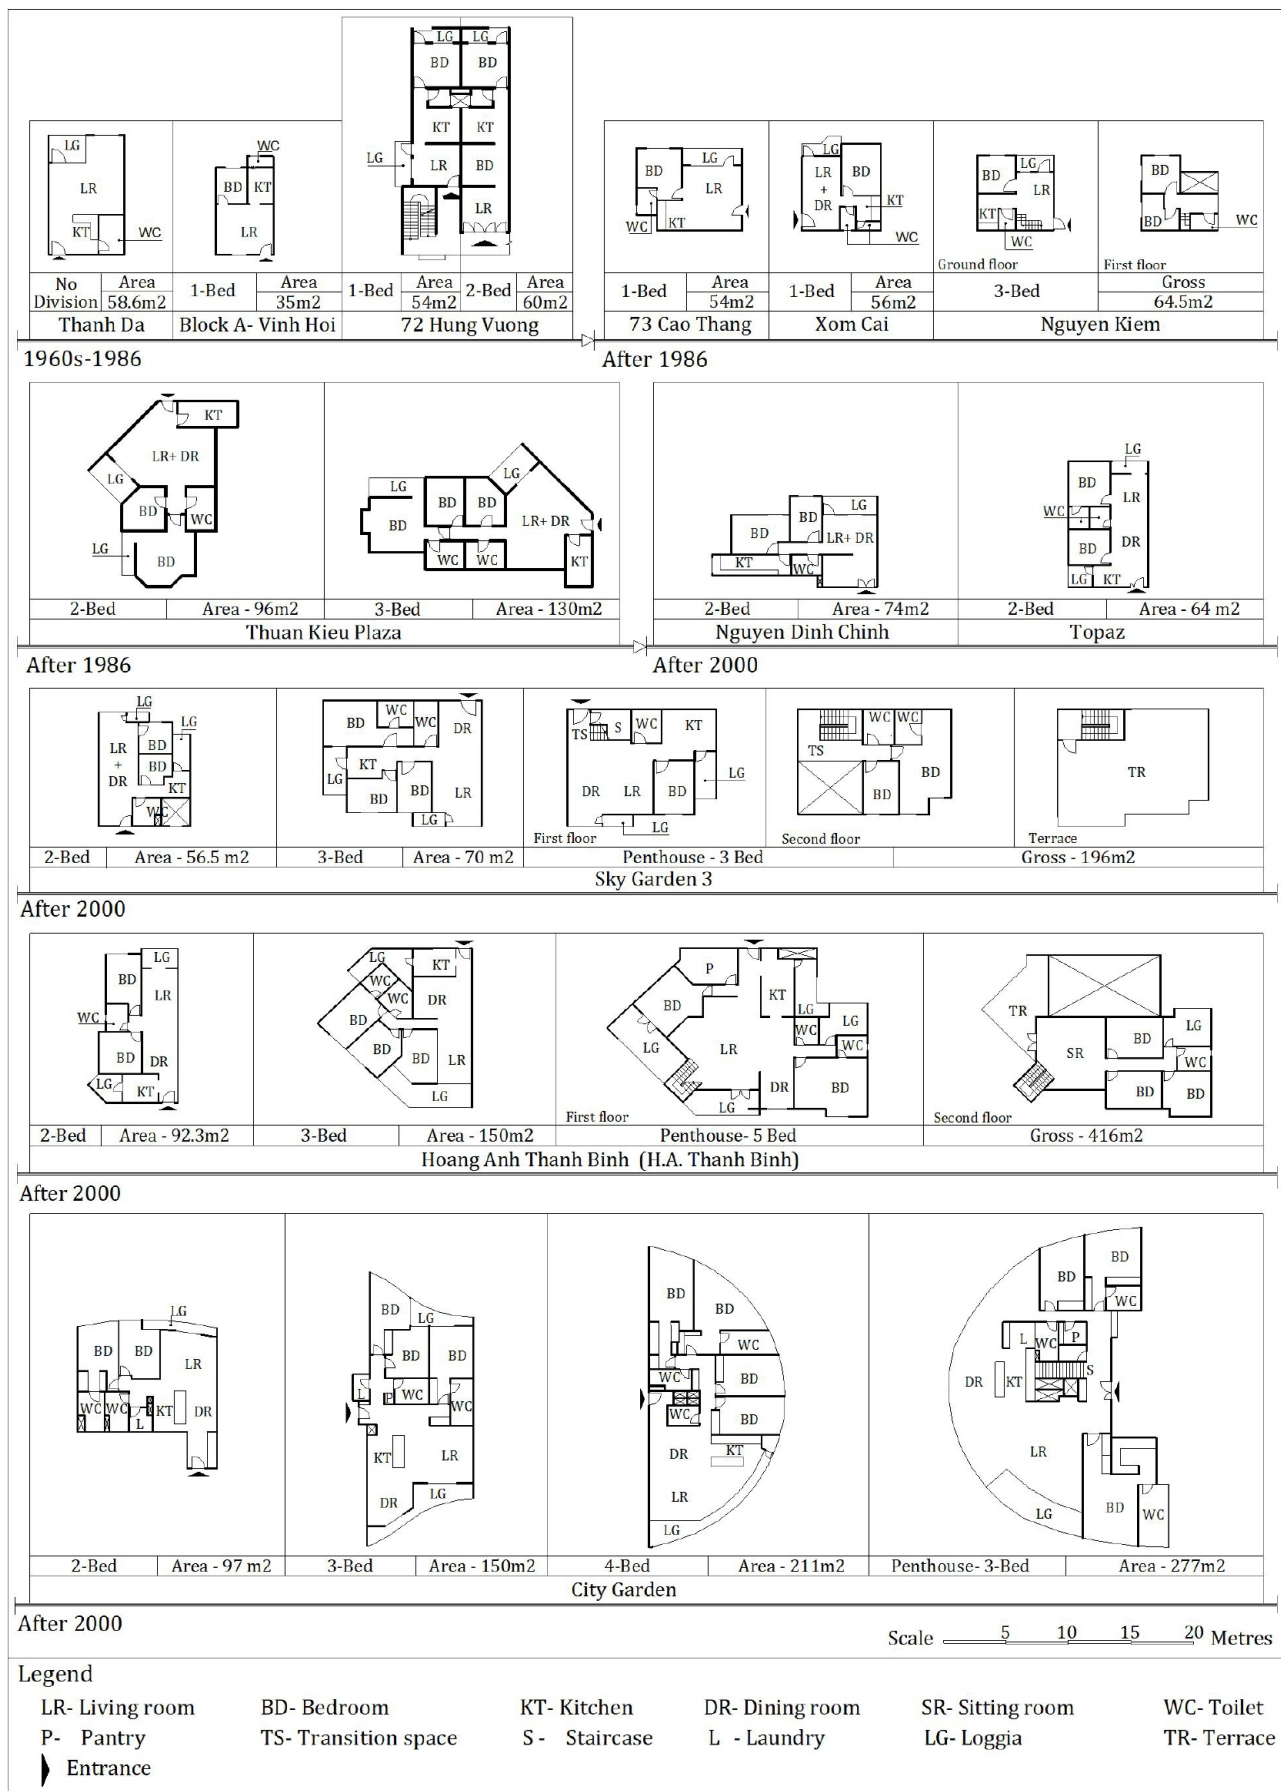 LG LG
BD BD
KT KT
LG
LR BD
LR
LG
LR
KT
WC
WC
BD KT
LR
BD
LG
LR
WC
KT
LG
LR
+
DR
BD
KT
WC
BD
LG
LR
KT
WC
Ground floor
BD
BD
WC
First floor
No
Division
Area
58.6m2
1-Bed
Area
35m2
1-Bed
Area
54m2
2-Bed
Area
60m2
1-Bed
Area
54m2
1-Bed
Area
56m2
3-Bed
Gross
64.5m2
Thanh Da
Block A- Vinh Hoi
72 Hung Vuong
73 Cao Thang
Xom Cai
Nguyen Kiem
1960s-1986
After 1986
KT
LR+ DR
LG
BD
WC
LG
BD
LG
LG
BD
BD
BD
LR+ DR
WC
WC
KT
LG
BD
BD
LR+ DR
KT
WC
LG
BD
LR
WC
BD
DR
LG
KT
2-Bed
Area - 96m2
3-Bed
Area - 130m2
2-Bed
Area - 74m2
2-Bed
Area - 64 m2
Thuan Kieu Plaza
Nguyen Dinh Chinh
Topaz
After 1986
After 2000
LG
LG
LR
+
DR
BD
BD
KT
WC
BD
WC
WC
DR
KT
LG
BD
BD
LR
LG
TS
S
WC
KT
LG
DR
LR
BD
LG
First floor
WC
WC
TS
BD
BD
Second floor
TR
Terrace
2-Bed
Area - 56.5 m2
3-Bed
Area - 70 m2
Penthouse - 3 Bed
Gross - 196m2
Sky Garden 3
After 2000
LG
BD
LR
WC
BD
DR
LG
KT
LG
KT
WC
WC
DR
BD
BD
BD
LR
LG
P
BD
KT
LG
LG
WC
WC
LG
LR
DR
BD
LG
First floor
TR
LG
BD
SR
WC
BD
BD
Second floor
2-Bed
Area - 92.3m2
3-Bed
Area - 150m2
Penthouse- 5 Bed
Gross - 416m2
Hoang Anh Thanh Binh (H.A. Thanh Binh)
After 2000
LG
BD
BD
LR
WC
WC
KT
DR
L
BD
LG
BD
BD
L
P
WC
WC
KT
LR
LG
DR
BD
BD
WC
WC
BD
WC
BD
DR
KT
LR
LG
BD
BD
WC
L
WC
P
DR
KT
S
LR
LG
BD
WC
2-Bed
Area - 97 m2
3-Bed
Area - 150m2
4-Bed
Area - 211m2
Penthouse- 3-Bed
Area - 277m2
City Garden
After 2000
Scale 5 10 15 20 Metres
Legend
LR- Living room BD- Bedroom KT- Kitchen DR- Dining room SR- Sitting room WC- Toilet
P- Pantry TS- Transition space S - Staircase L - Laundry LG- Loggia TR- Terrace
Entrance